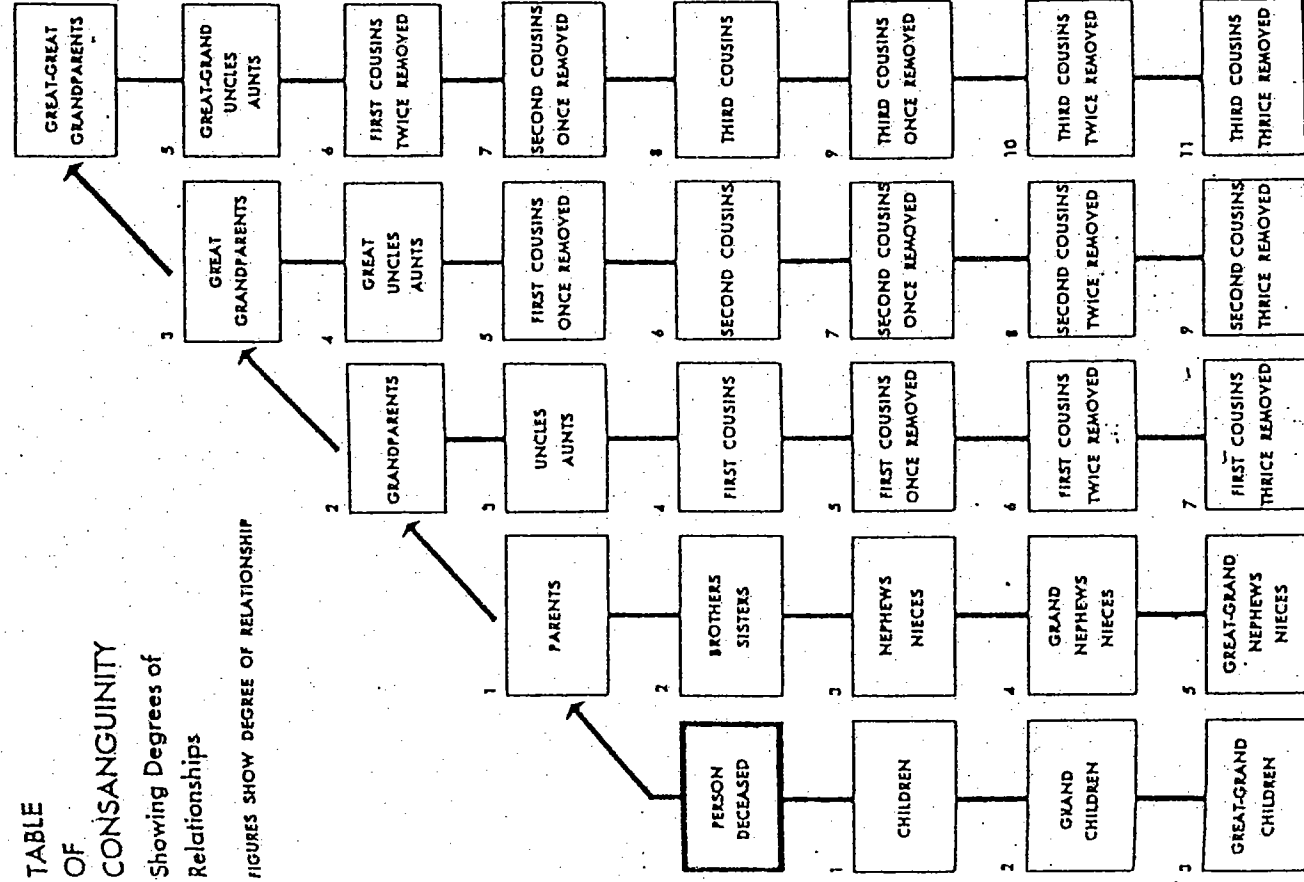 TABLE
OF
CONSANGUINITY
Showing Degrees of
Relationships
FIGURES SHOW DEGREE OF RELATIONSHIP
GREAT-GREAT
GRANDPARENTS
3
GREAT
GRANDPARENTS
5
GREAT-GRAND
UNCLES
AUNTS
2
GRANDPARENTS
4
GREAT
UNCLES
AUNTS
6
FIRST COUSINS
TWICE REMOVED
1
PARENTS
3
UNCLES
AUNTS
5
FIRST COUSINS
ONCE REMOVED
7
SECOND COUSINS
ONCE REMOVED
PERSON
DECEASED
2
BROTHERS
SISTERS
4
FIRST COUSINS
6
SECOND COUSINS
8
THIRD COUSINS
1
CHILDREN
3
NEPHEWS
NIECES
5
FIRST COUSINS
ONCE REMOVED
7
SECOND COUSINS
ONCE REMOVED
9
THIRD COUSINS
ONCE REMOVED
2
GRAND
CHILDREN
4
GRAND
NEPHEWS
NIECES
6
FIRST COUSINS
TWICE REMOVED
8
SECOND COUSINS
TWICE REMOVED
10
THIRD COUSINS
TWICE REMOVED
3
GREAT-GRAND
CHILDREN
5
GREAT-GRAND
NEPHEWS
NIECES
7
FIRST COUSINS
THRICE REMOVED
9
SECOND COUSINS
THRICE REMOVED
11
THIRD COUSINS
THRICE REMOVED